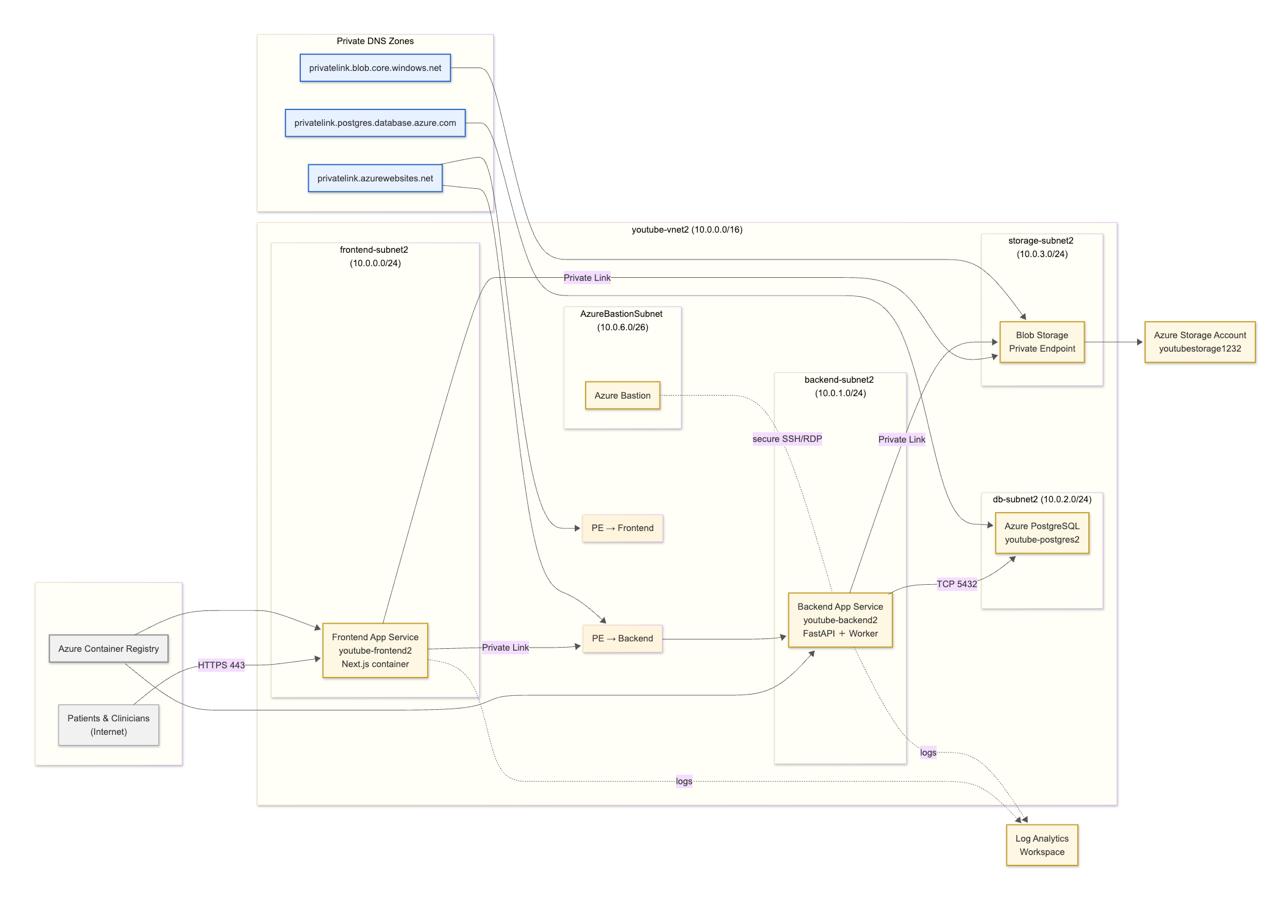 Private DNS Zones
privatelink.blob.core.windows.net
privatelink.postgres.database.azure.com
privatelink.azurewebsites.net
youtube-vnet2 (10.0.0.0/16)
frontend-subnet2
(10.0.0.0/24)
storage-subnet2
(10.0.3.0/24)
Private Link
AzureBastionSubnet
(10.0.6.0/26)
Blob Storage
Private Endpoint
Azure Storage Account
youtubestorage1232
backend-subnet2
(10.0.1.0/24)
Azure Bastion
secure SSH/RDP
Private Link
db-subnet2 (10.0.2.0/24)
PE → Frontend
Azure PostgreSQL
youtube-postgres2
TCP 5432
Backend App Service
youtube-backend2
FastAPI + Worker
Azure Container Registry
Frontend App Service
youtube-frontend2
Next.js container
Private Link
PE → Backend
HTTPS 443
Patients & Clinicians
(Internet)
logs
logs
Log Analytics
Workspace